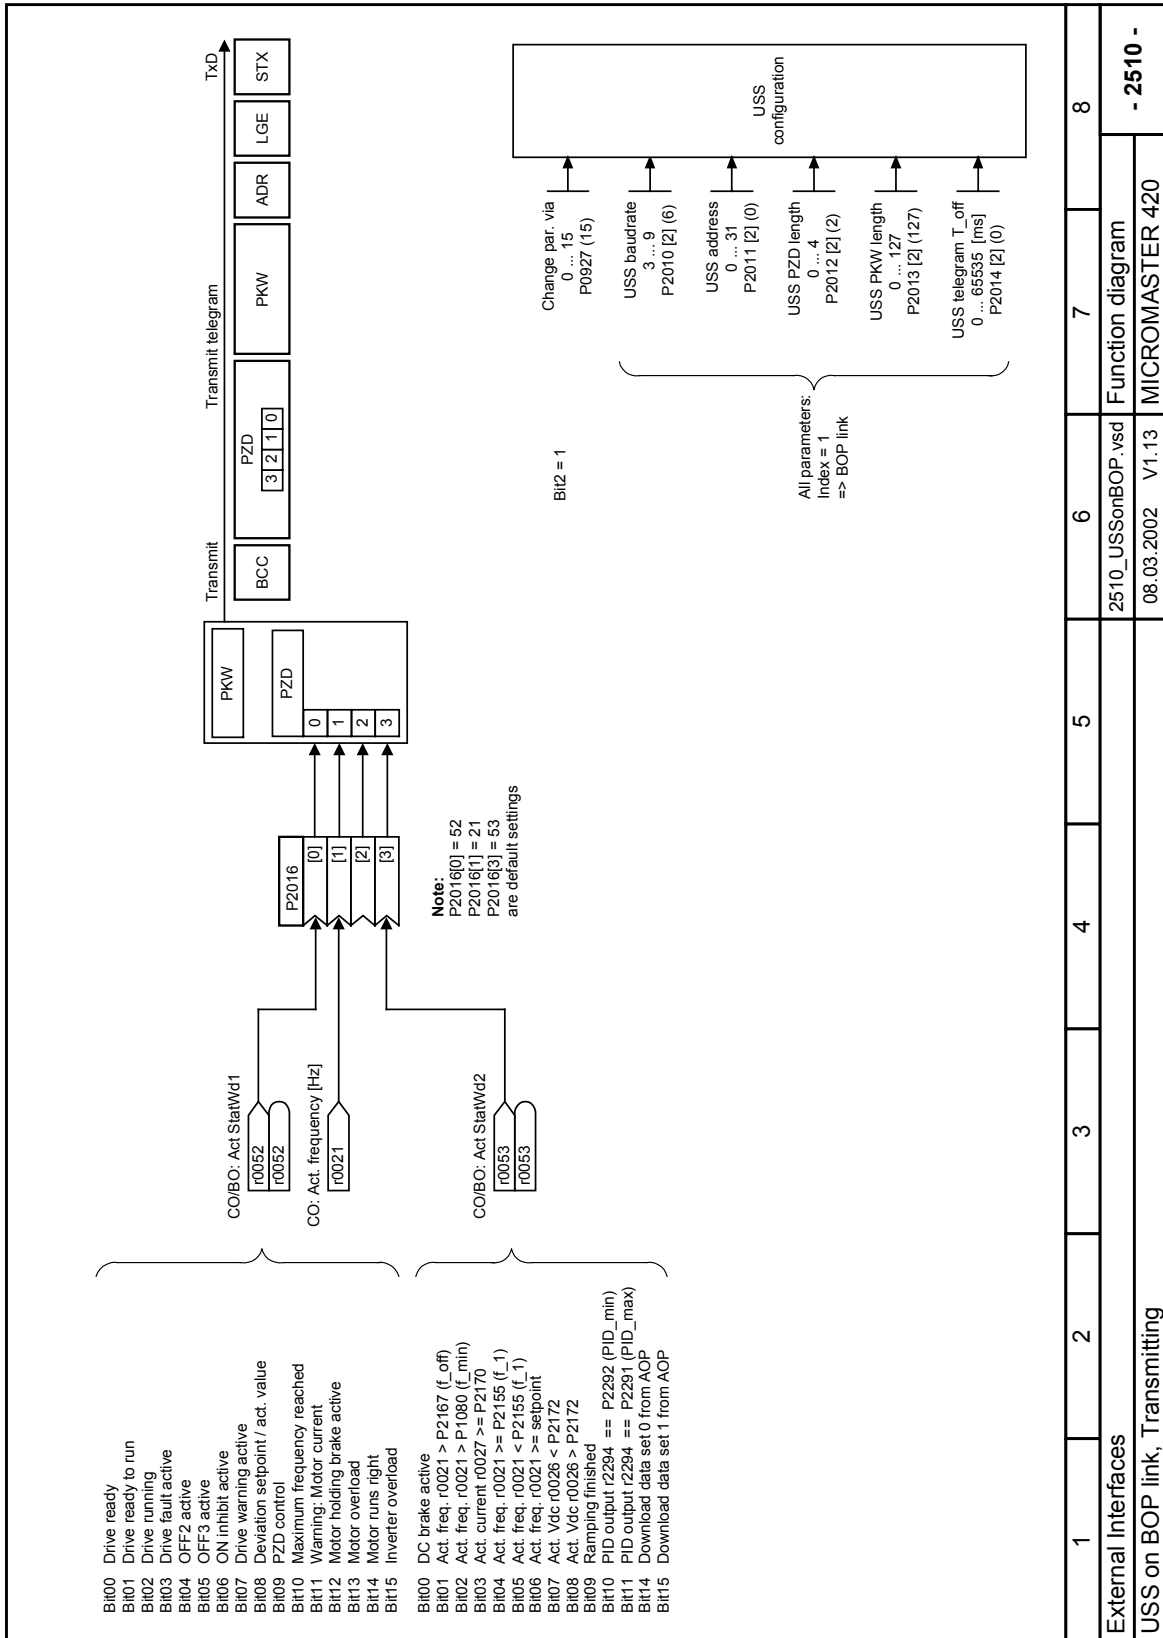 Bit00 Drive ready
Bit01 Drive ready to run
Bit02 Drive running
Bit03 Drive fault active
Bit04 OFF2 active
Bit05 OFF3 active
Bit06 ON inhibit active
Bit07 Drive warning active
Bit08 Deviation setpoint / act. value
Bit09 PZD control
Bit10 Maximum frequency reached
Bit11 Warning: Motor current
Bit12 Motor holding brake active
Bit13 Motor overload
Bit14 Motor runs right
Bit15 Inverter overload
Bit00 DC brake active
Bit01 Act. freq. r0021 > P2167 (f_off)
Bit02 Act. freq. r0021 > P1080 (f_min)
Bit03 Act. current r0027 >= P2170
Bit04 Act. freq. r0021 >= P2155 (f_1)
Bit05 Act. freq. r0021 < P2155 (f_1)
Bit06 Act. freq. r0021 >= setpoint
Bit07 Act. Vdc r0026 < P2172
Bit08 Act. Vdc r0026 > P2172
Bit09 Ramping finished
Bit10 PID output r2294 == P2292 (PID_min)
Bit11 PID output r2294 == P2291 (PID_max)
Bit14 Download data set 0 from AOP
Bit15 Download data set 1 from AOP
CO/BO: Act StatWd1
r0052
r0052
CO: Act. frequency [Hz]
r0021
CO/BO: Act StatWd2
r0053
r0053
P2016
[0]
[1]
[2]
[3]
Note:
P2016[0] = 52
P2016[1] = 21
P2016[3] = 53
are default settings
PKW
PZD
0
1
2
3
Transmit
Transmit telegram
TxD
BCC
PZD
3 2 1 0
PKW
ADR
LGE
STX
Bit2 = 1
All parameters:
Index = 1
=> BOP link
Change par. via
0 ... 15
P0927 (15)
USS baudrate
3 ... 9
P2010 [2] (6)
USS address
0 ... 31
P2011 [2] (0)
USS PZD length
0 ... 4
P2012 [2] (2)
USS PKW length
0 ... 127
P2013 [2] (127)
USS telegram T_off
0 ... 65535 [ms]
P2014 [2] (0)
USS
configuration
1 2 3 4 5 6 7 8
External Interfaces
2510_USSonBOP.vsd
Function diagram
- 2510 -
USS on BOP link, Transmitting
08.03.2002 V1.13
MICROMASTER 420